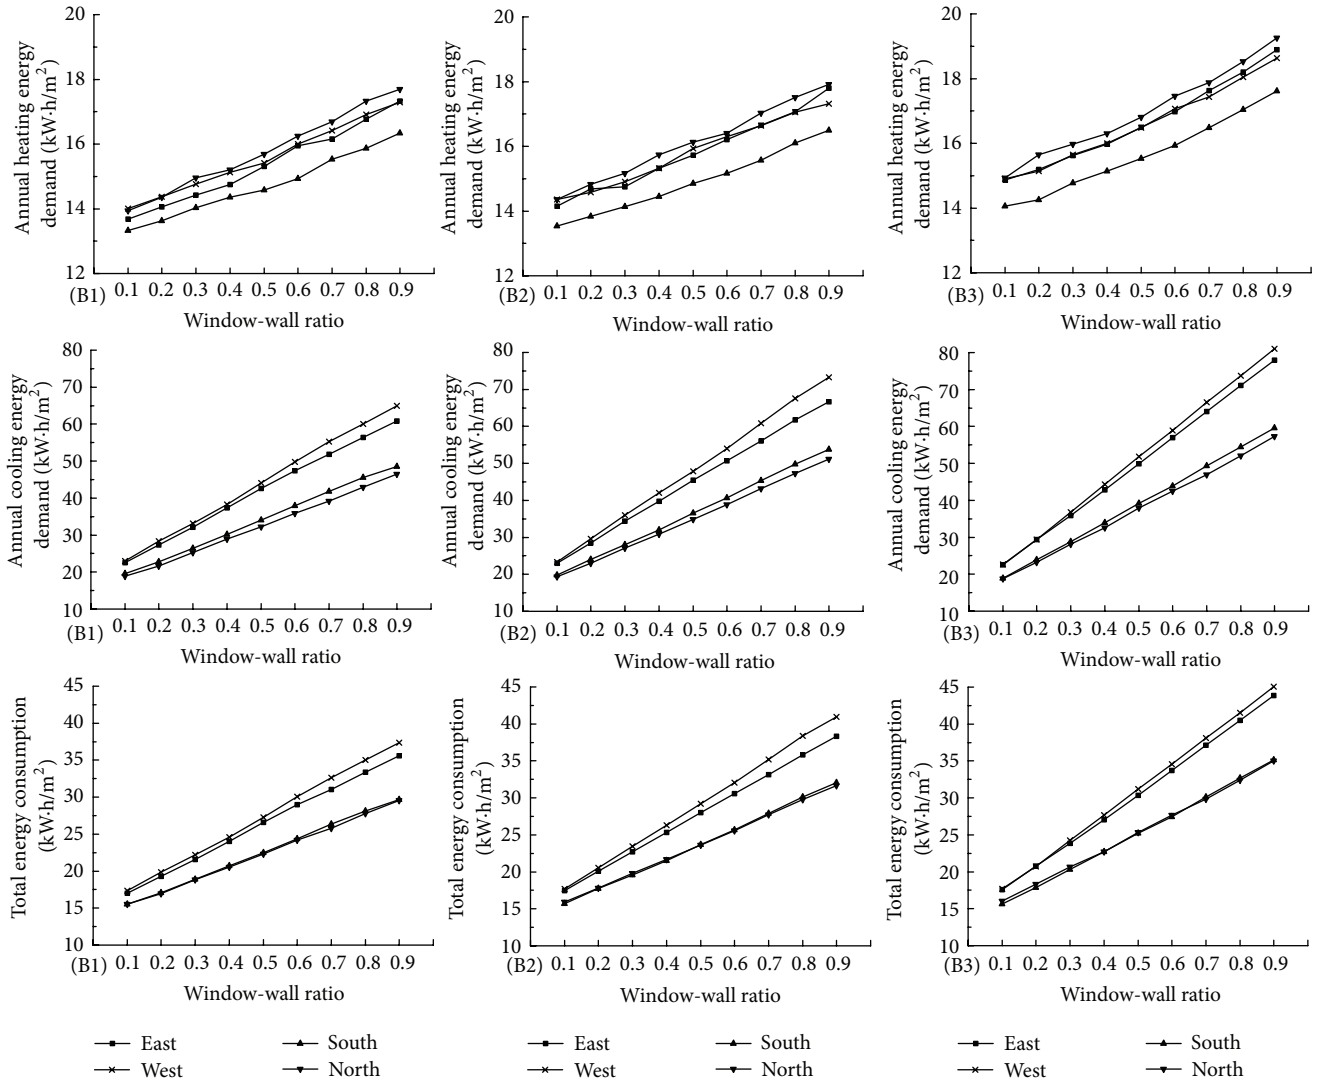 Annual heating energy
demand (kW·h/m²)
20
18
16
14
12
(B1) 0.1 0.2 0.3 0.4 0.5 0.6 0.7 0.8 0.9
Window-wall ratio
Annual heating energy
demand (kW·h/m²)
20
18
16
14
12
(B2) 0.1 0.2 0.3 0.4 0.5 0.6 0.7 0.8 0.9
Window-wall ratio
Annual heating energy
demand (kW·h/m²)
20
18
16
14
12
(B3) 0.1 0.2 0.3 0.4 0.5 0.6 0.7 0.8 0.9
Window-wall ratio
Annual cooling energy
demand (kW·h/m²)
80
70
60
50
40
30
20
10
(B1) 0.1 0.2 0.3 0.4 0.5 0.6 0.7 0.8 0.9
Window-wall ratio
Annual cooling energy
demand (kW·h/m²)
80
70
60
50
40
30
20
10
(B2) 0.1 0.2 0.3 0.4 0.5 0.6 0.7 0.8 0.9
Window-wall ratio
Annual cooling energy
demand (kW·h/m²)
80
70
60
50
40
30
20
10
(B3) 0.1 0.2 0.3 0.4 0.5 0.6 0.7 0.8 0.9
Window-wall ratio
Total energy consumption
(kW·h/m²)
45
40
35
30
25
20
15
10
(B1) 0.1 0.2 0.3 0.4 0.5 0.6 0.7 0.8 0.9
Window-wall ratio
Total energy consumption
(kW·h/m²)
45
40
35
30
25
20
15
10
(B2) 0.1 0.2 0.3 0.4 0.5 0.6 0.7 0.8 0.9
Window-wall ratio
Total energy consumption
(kW·h/m²)
45
40
35
30
25
20
15
10
(B3) 0.1 0.2 0.3 0.4 0.5 0.6 0.7 0.8 0.9
Window-wall ratio
East South
West North
East South
West North
East South
West North